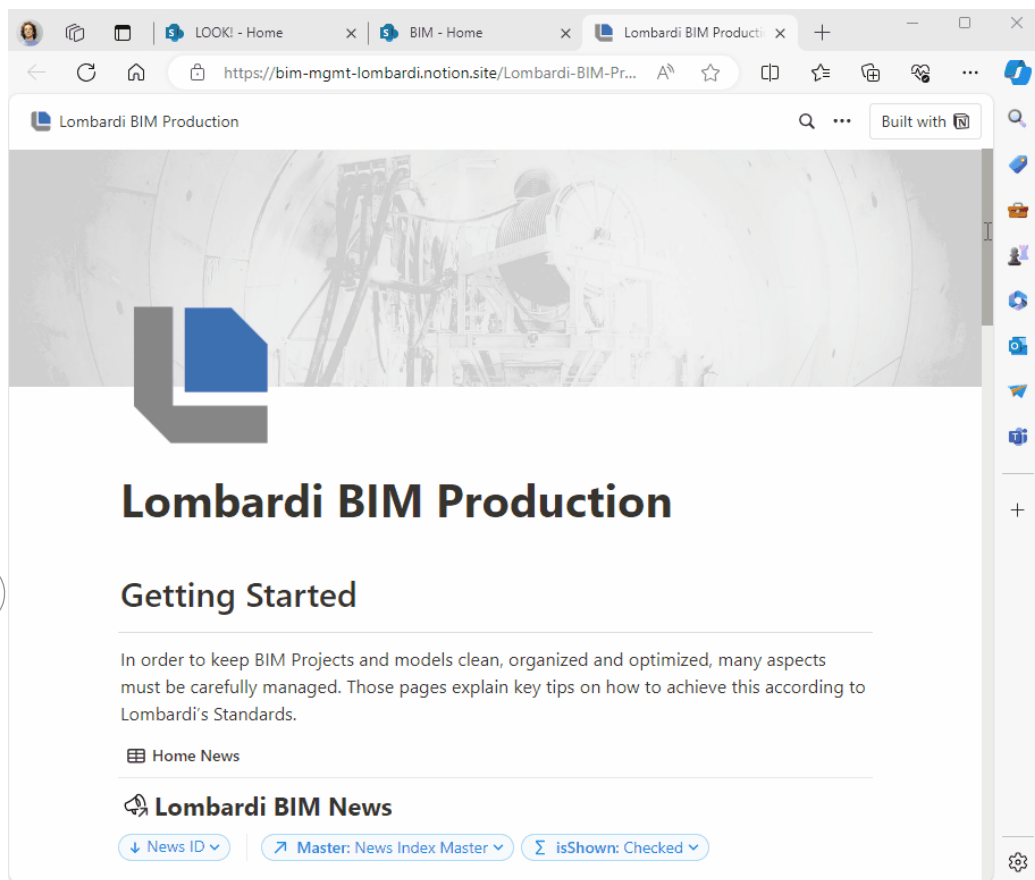 LOOK! - Home
BIM - Home
Lombardi BIM Producti
https://bim-mgmt-lombardi.notion.site/Lombardi-BIM-Pr...
Lombardi BIM Production
Built with
Lombardi BIM Production
Getting Started
In order to keep BIM Projects and models clean, organized and optimized, many aspects
must be carefully managed. Those pages explain key tips on how to achieve this according to
Lombardi's Standards.
Home News
Lombardi BIM News
↓ News ID
↗ Master: News Index Master
Σ isShown: Checked